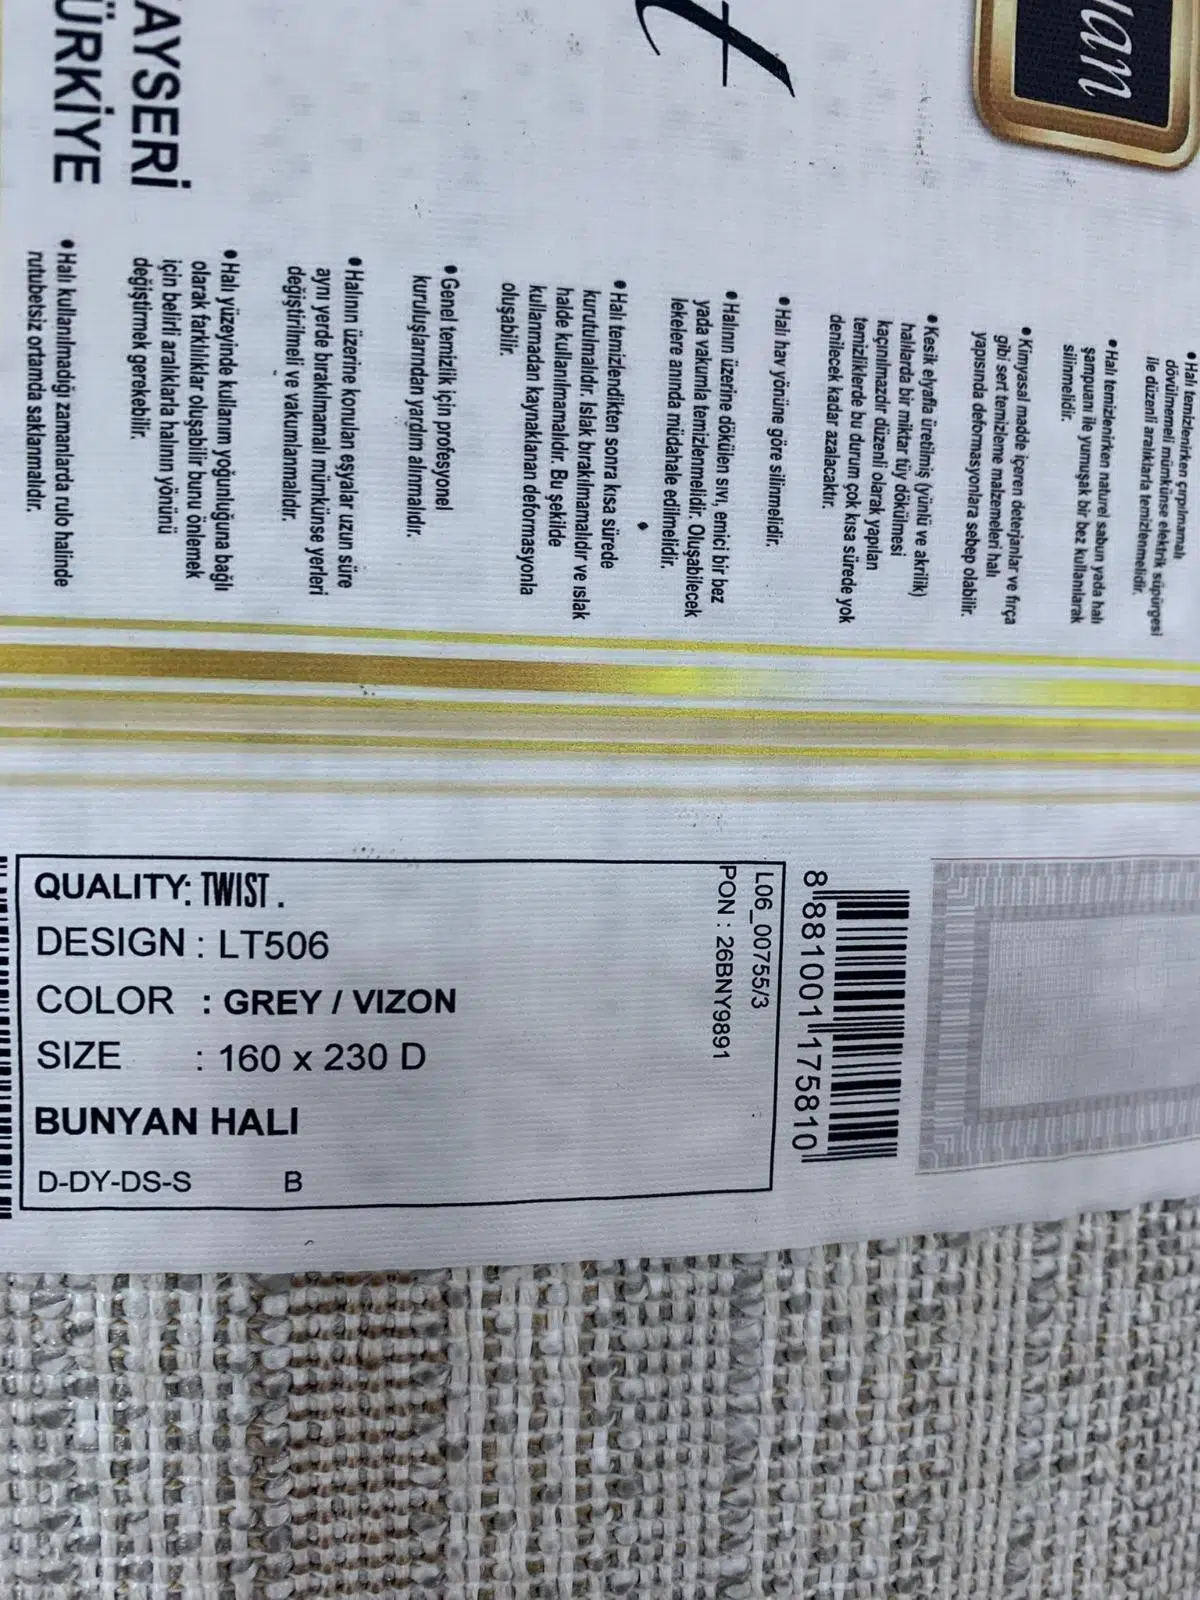 KAYSERİ
TÜRKİYE
• Halı temizlenirken çırpılmamalı
dövülmemeli mümkünse elektrik süpürgesi
ile düzenli aralıklarla temizlenmelidir.
• Halı temizlenirken naturel sabun yada halı
şampuanı ile yumuşak bir bez kullanılarak
silinmelidir.
• Kimyasal madde içeren deterjanlar ve fırça
gibi sert temizleme malzemeleri halı
yapısında deformasyonlara sebep olabilir.
• Kesik elyafla üretilmiş (yünlü ve akrilik)
halılarda bir miktar tüy dökülmesi
kaçınılmazdır düzenli olarak yapılan
temizliklerde bu durum çok kısa sürede yok
denilecek kadar azalacaktır.
• Halı hav yönüne göre silinmelidir.
• Halının üzerine dökülen sıvı, emici bir bez
yada vakumla temizlenmelidir. Oluşabilecek
lekelere anında müdahale edilmelidir.
• Halı temizlendikten sonra kısa sürede
kurutulmalıdır. Islak bırakılmamalıdır ve ıslak
halde kullanılmamalıdır. Bu şekilde
kullanmadan kaynaklanan deformasyonla
oluşabilir.
• Genel temizlik için profesyonel
kuruluşlarından yardım alınmalıdır.
• Halının üzerine konulan eşyalar uzun süre
aynı yerde bırakılmamalı mümkünse yerleri
değiştirilmeli ve vakumlanmalıdır.
• Halı yüzeyinde kullanım yoğunluğuna bağlı
olarak farklılıklar oluşabilir bunu önlemek
için belirli aralıklarla halının yönünü
değiştirmek gerekebilir.
• Halı kullanılmadığı zamanlarda rulo halinde
rutubetsiz ortamda saklanmalıdır.
QUALITY: TWIST .
DESIGN : LT506
COLOR : GREY / VIZON
SIZE : 160 x 230 D
BUNYAN HALI
D-DY-DS-S B
L06_00755/3
PON : 26BNY9891
8 881001 175810